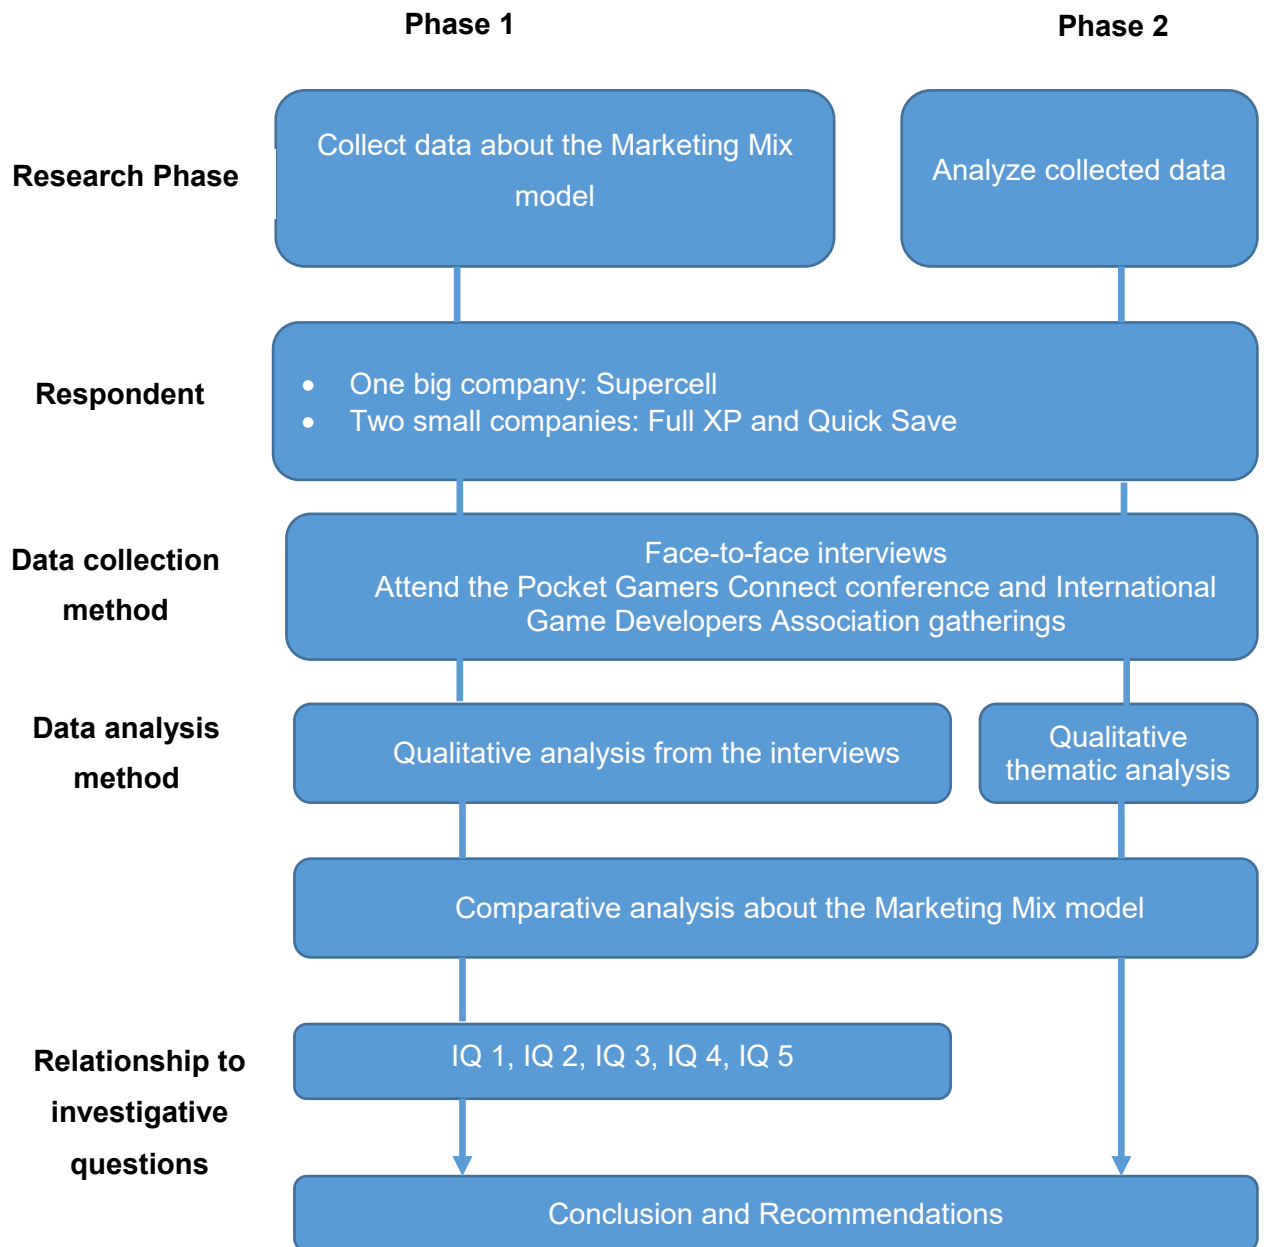 Phase 1
Phase 2
Research Phase
Collect data about the Marketing Mix
model
Analyze collected data
Respondent
• One big company: Supercell
• Two small companies: Full XP and Quick Save
Data collection
method
Face-to-face interviews
Attend the Pocket Gamers Connect conference and International
Game Developers Association gatherings
Data analysis
method
Qualitative analysis from the interviews
Qualitative
thematic analysis
Comparative analysis about the Marketing Mix model
Relationship to
investigative
questions
IQ 1, IQ 2, IQ 3, IQ 4, IQ 5
Conclusion and Recommendations